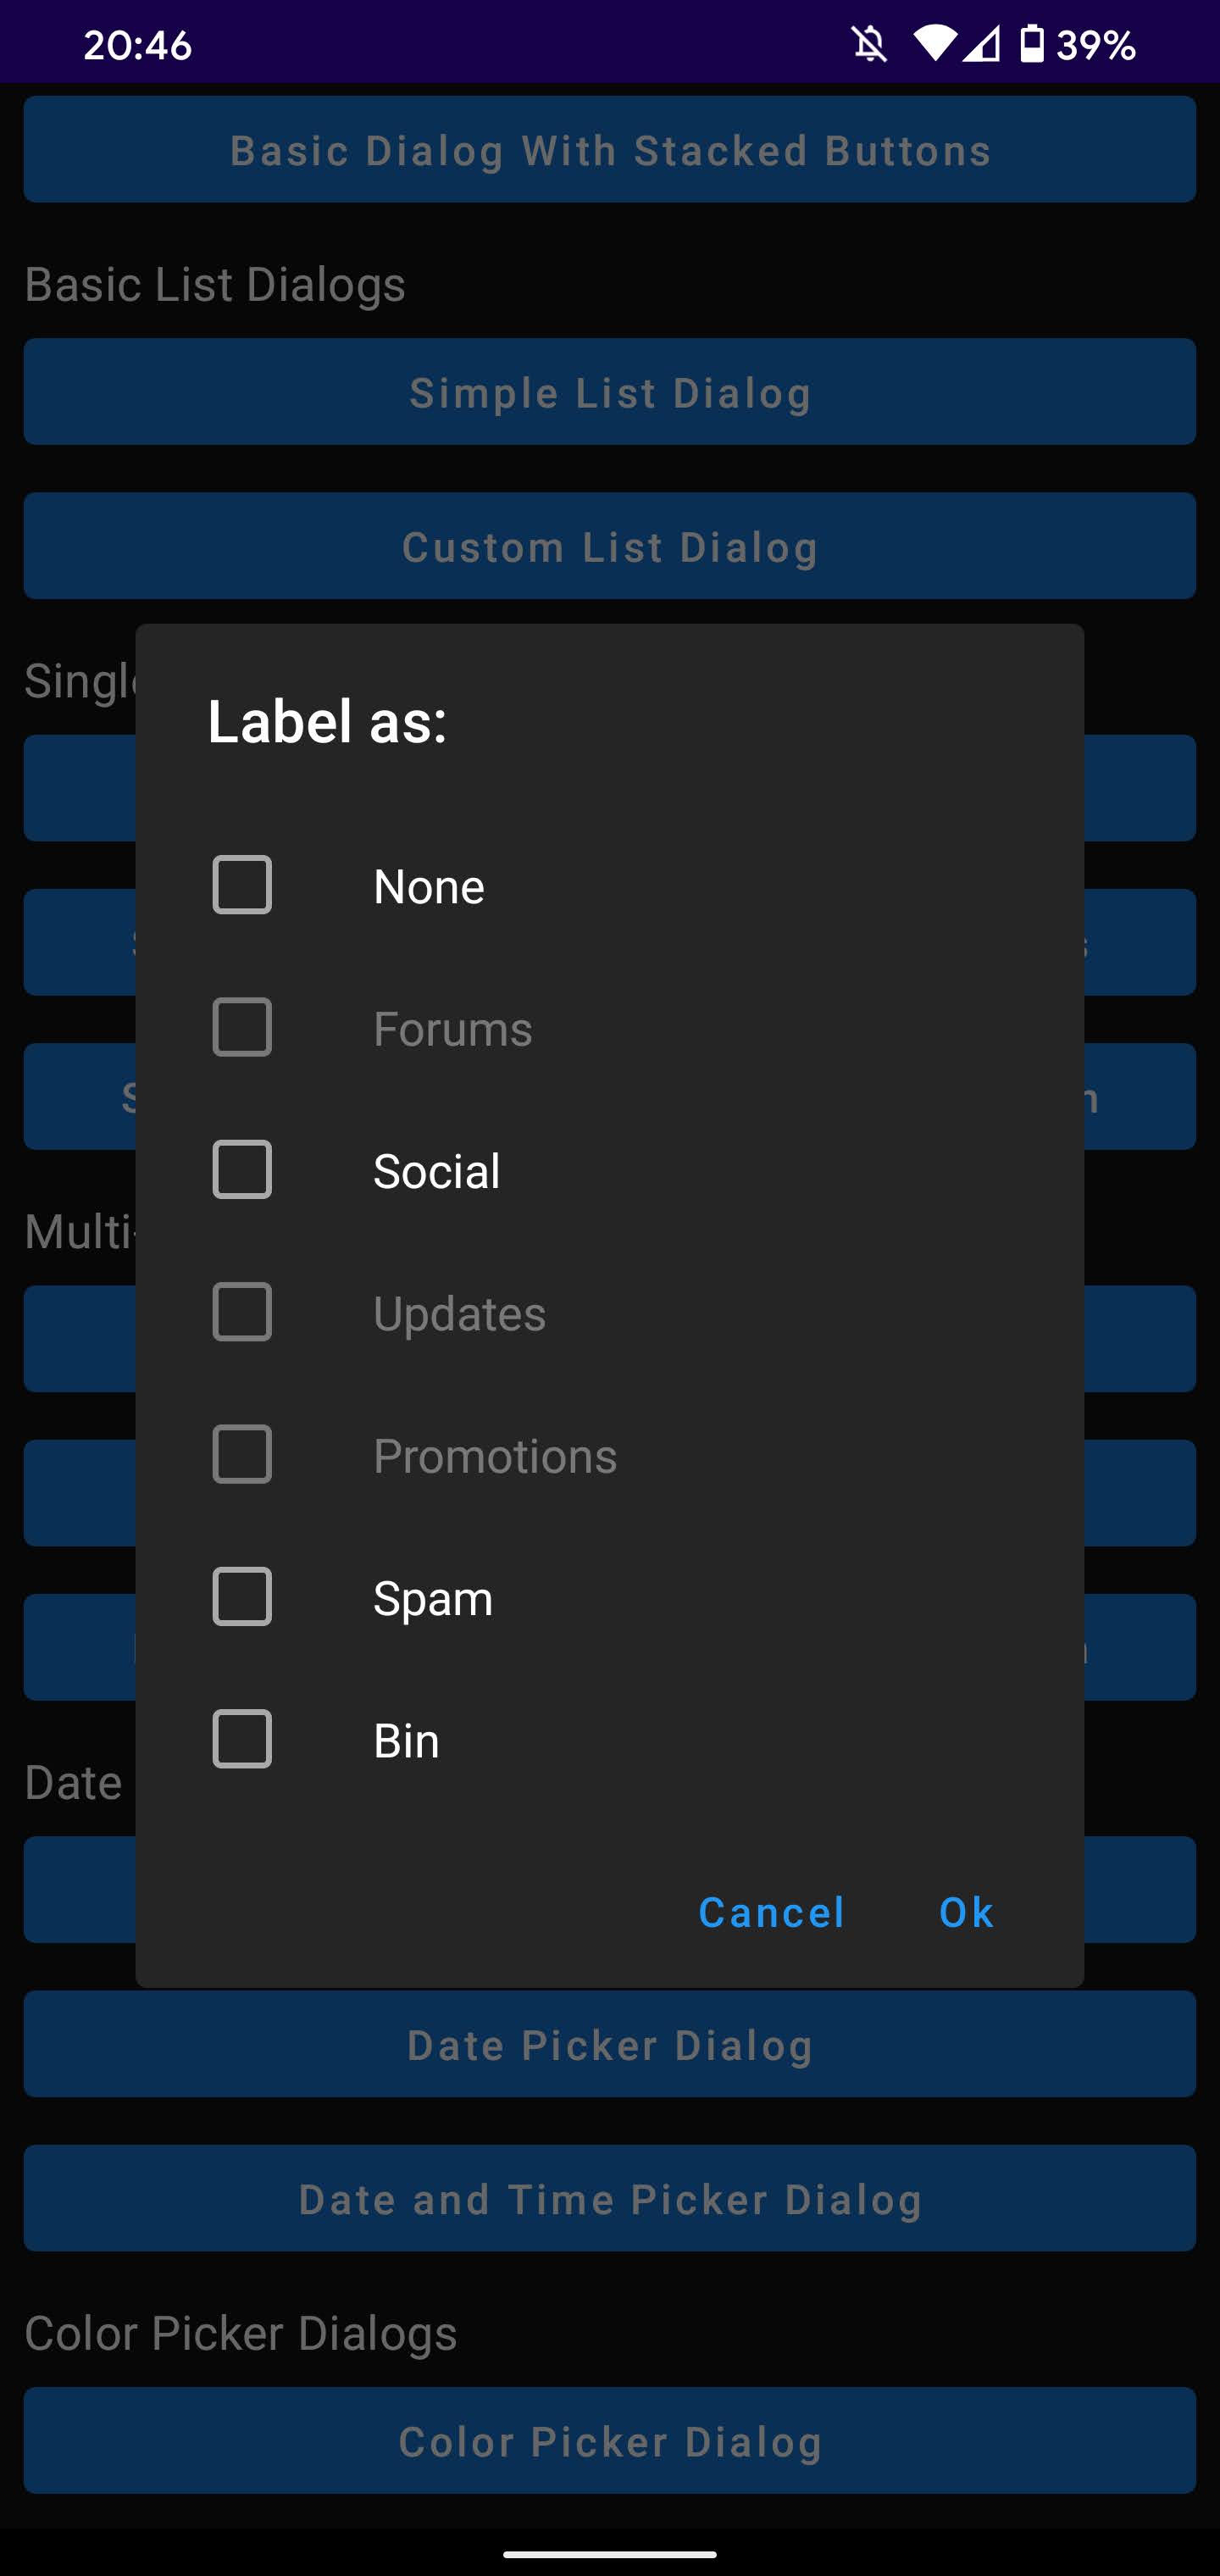 20:46
39%
Basic Dialog With Stacked Buttons
Basic List Dialogs
Simple List Dialog
Custom List Dialog
Label as:
None
Forums
Social
Updates
Promotions
Spam
Bin
Cancel Ok
Date
Date Picker Dialog
Date and Time Picker Dialog
Color Picker Dialogs
Color Picker Dialog